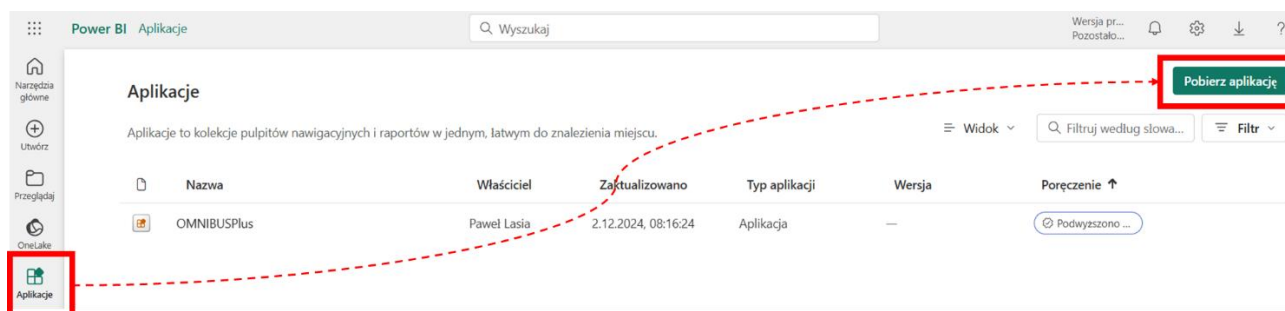 Power BI Aplikacje
Wyszukaj
Wersja pr...
Pozostało...
?
Narzędzia
główne
Utwórz
Przeglądaj
OneLake
Aplikacje
Aplikacje
Pobierz aplikację
Aplikacje to kolekcje pulpitów nawigacyjnych i raportów w jednym, łatwym do znalezienia miejscu.
Widok
Filtruj według słowa...
Filtr
Nazwa Właściciel Zaktualizowano Typ aplikacji Wersja Poręczenie ↑
OMNIBUSPlus Paweł Lasia 2.12.2024, 08:16:24 Aplikacja — Podwyższono ...